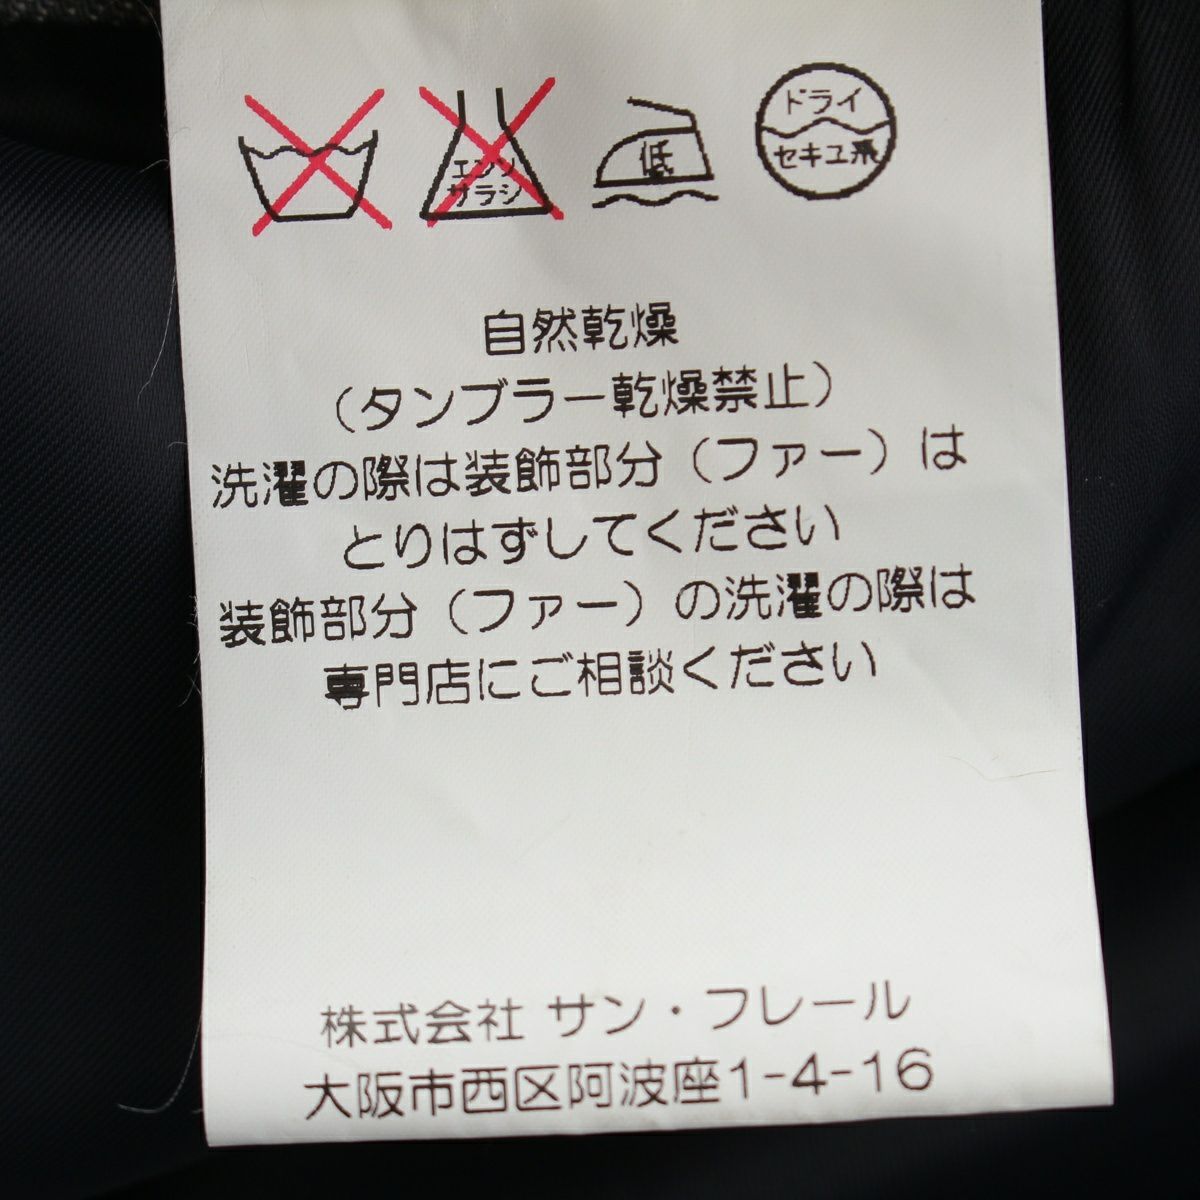 エンソ
サラシ
低
ドライ
セキユ系
自然乾燥
（タンブラー乾燥禁止）
洗濯の際は装飾部分（ファー）は
とりはずしてください
装飾部分（ファー）の洗濯の際は
専門店にご相談ください
株式会社 サン・フレール
大阪市西区阿波座1-4-16